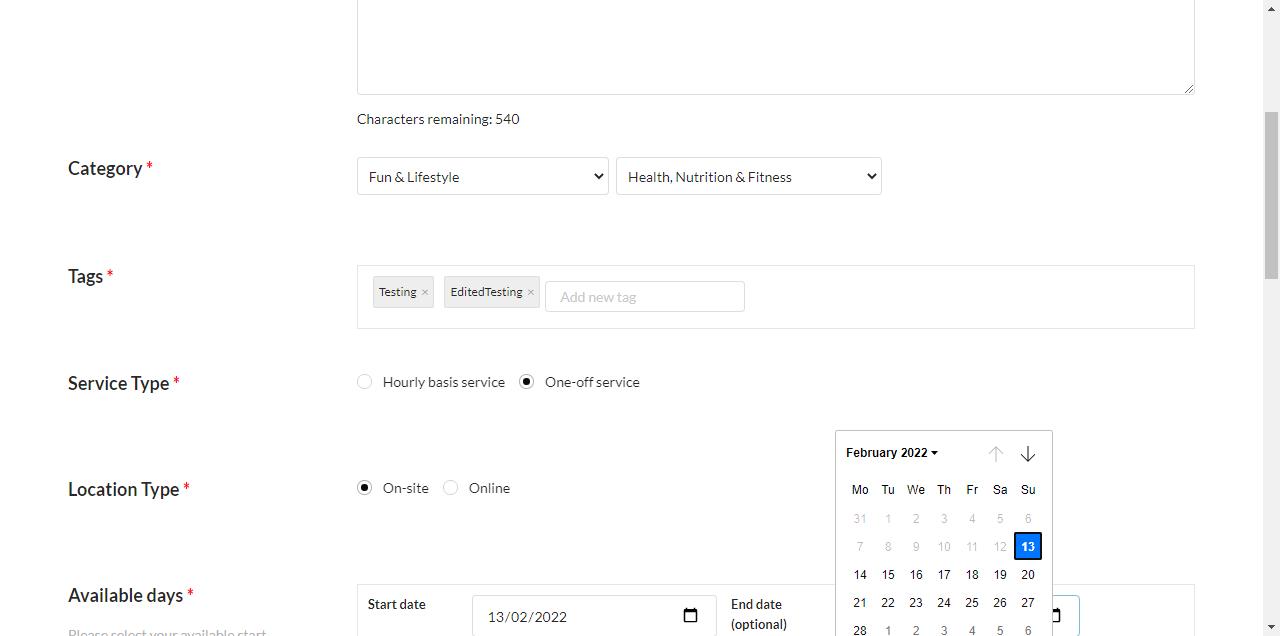 Characters remaining: 540
Category *
Fun & Lifestyle
Health, Nutrition & Fitness
Tags *
Testing ×
EditedTesting ×
Add new tag
Service Type *
Hourly basis service
One-off service
Location Type *
On-site
Online
February 2022
Mo Tu We Th Fr Sa Su
31 1 2 3 4 5 6
7 8 9 10 11 12 13
14 15 16 17 18 19 20
21 22 23 24 25 26 27
28 1 2 3 4 5 6
Available days *
Please select your available start
Start date
13/02/2022
End date
(optional)